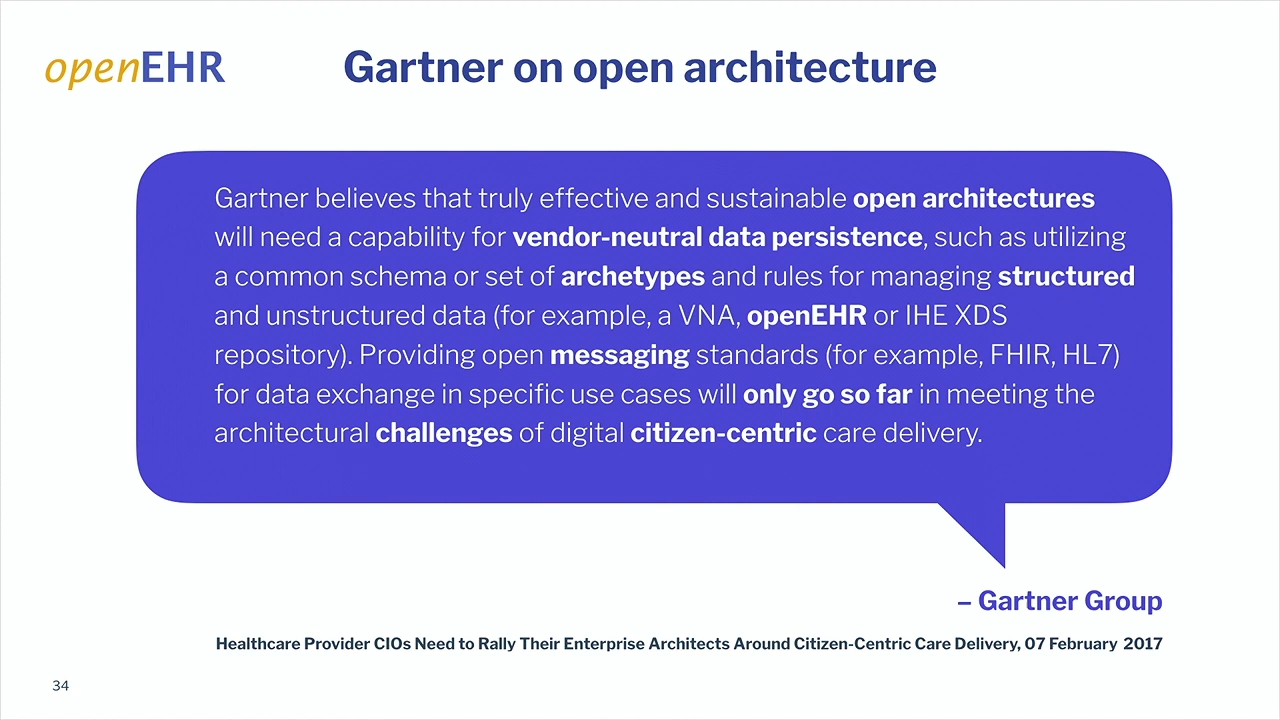 openEHR
Gartner on open architecture
Gartner believes that truly effective and sustainable open architectures
will need a capability for vendor-neutral data persistence, such as utilizing
a common schema or set of archetypes and rules for managing structured
and unstructured data (for example, a VNA, openEHR or IHE XDS
repository). Providing open messaging standards (for example, FHIR, HL7)
for data exchange in specific use cases will only go so far in meeting the
architectural challenges of digital citizen-centric care delivery.
– Gartner Group
Healthcare Provider CIOs Need to Rally Their Enterprise Architects Around Citizen-Centric Care Delivery, 07 February 2017
34